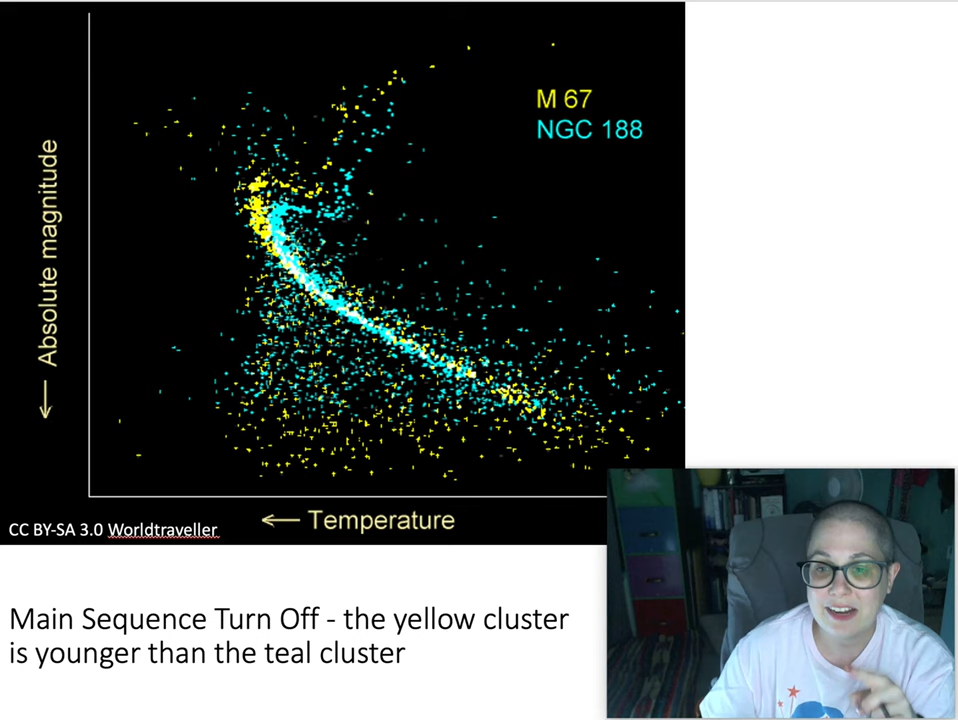 M 67
NGC 188
← Absolute magnitude
← Temperature
CC BY-SA 3.0 Worldtraveller
Main Sequence Turn Off - the yellow cluster
is younger than the teal cluster